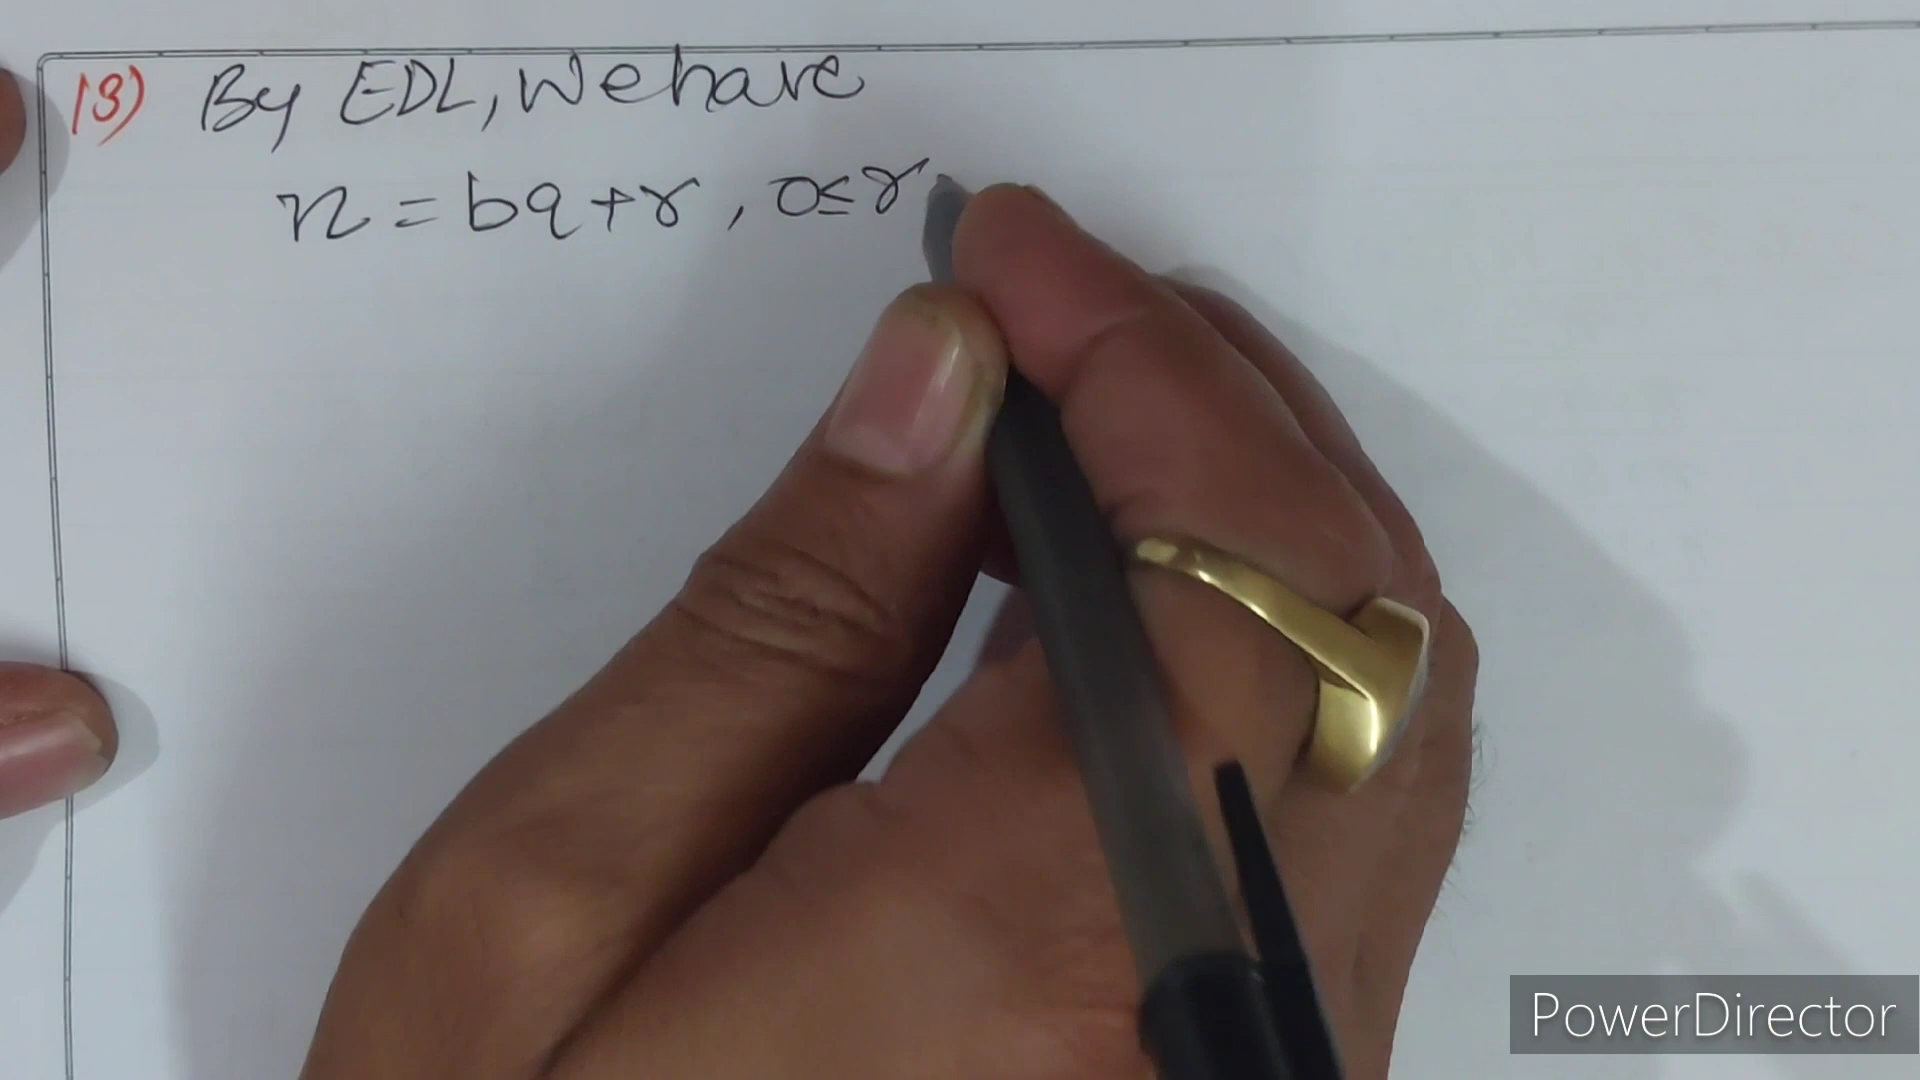 13) By EDL, We have
n = bq + r, 0 ≤ r
PowerDirector